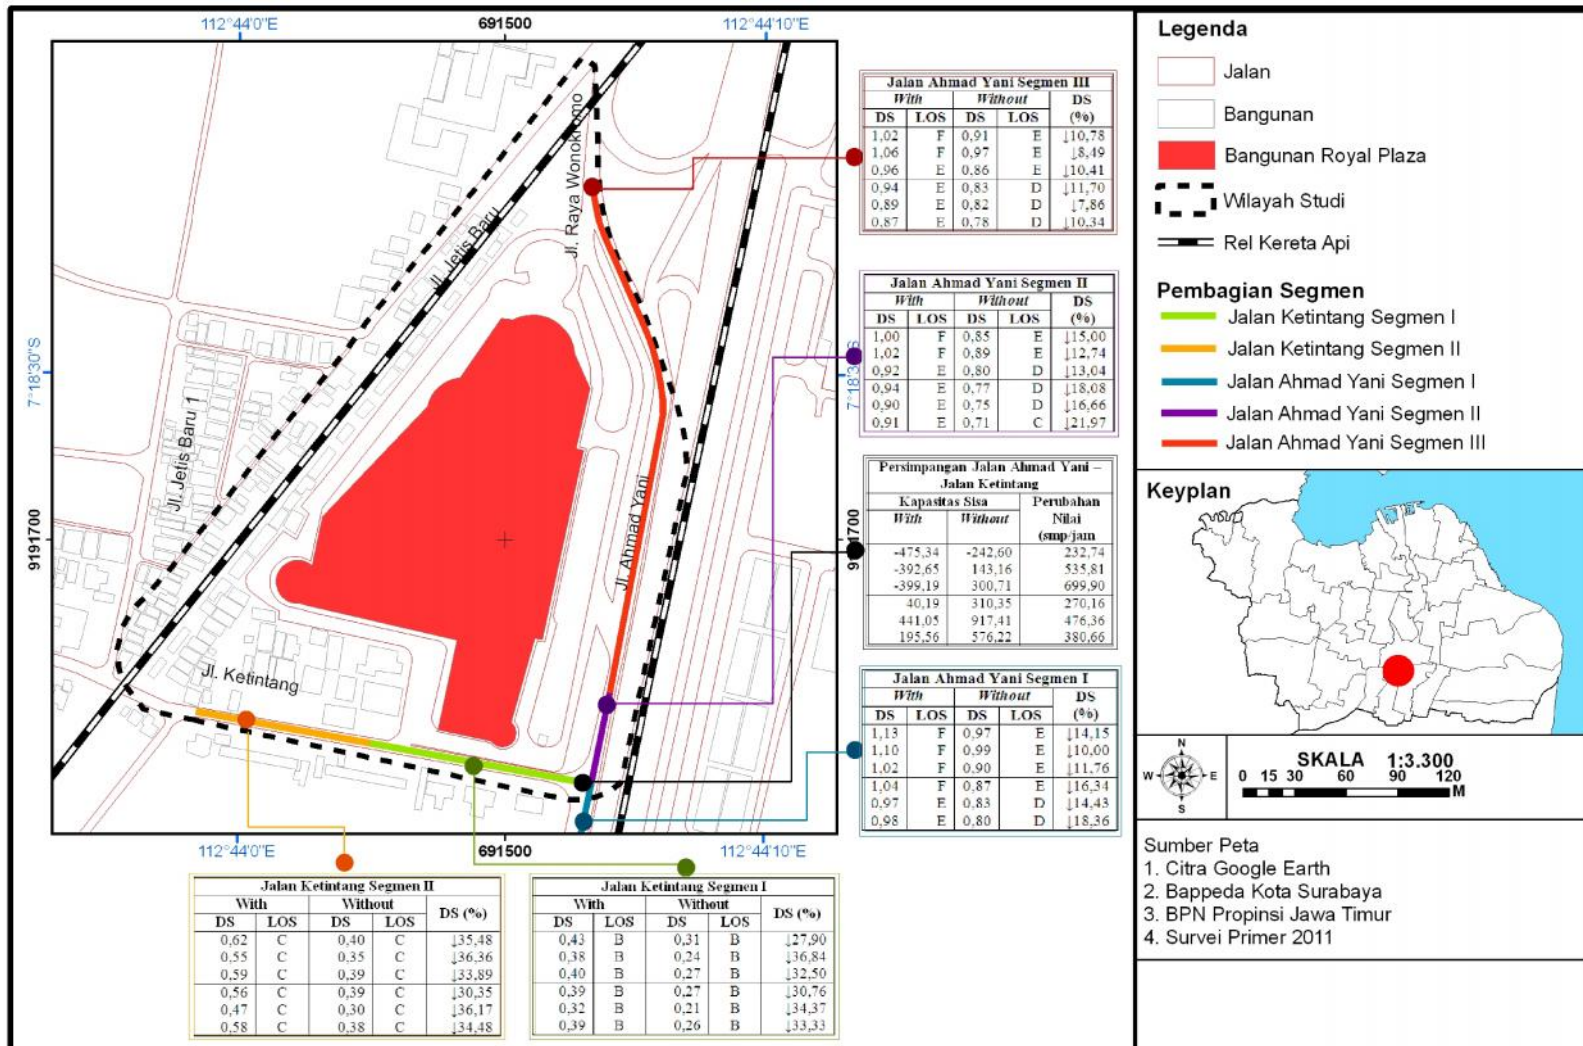 112°44'0"E
691500
112°44'10"E
7°18'30"S
9191700
7°18'30"S
9191700
112°44'0"E
691500
112°44'10"E
Jl. Raya Wonokromo
Jl. Jetis Baru
Jl. Jetis Baru 1
Jl. Ahmad Yani
Jl. Ketintang
Jalan Ahmad Yani Segmen III
With Without DS
DS LOS DS LOS (%)
1,02 F 0,91 E ↓10,78
1,06 F 0,97 E ↓8,49
0,96 E 0,86 E ↓10,41
0,94 E 0,83 D ↓11,70
0,89 E 0,82 D ↓7,86
0,87 E 0,78 D ↓10,34
Jalan Ahmad Yani Segmen II
With Without DS
DS LOS DS LOS (%)
1,00 F 0,85 E ↓15,00
1,02 F 0,89 E ↓12,74
0,92 E 0,80 D ↓13,04
0,94 E 0,77 D ↓18,08
0,90 E 0,75 D ↓16,66
0,91 E 0,71 C ↓21,97
Persimpangan Jalan Ahmad Yani –
Jalan Ketintang
Kapasitas Sisa Perubahan
With Without Nilai
(smp/jam
-475,34 -242,60 232,74
-392,65 143,16 535,81
-399,19 300,71 699,90
40,19 310,35 270,16
441,05 917,41 476,36
195,56 576,22 380,66
Jalan Ahmad Yani Segmen I
With Without DS
DS LOS DS LOS (%)
1,13 F 0,97 E ↓14,15
1,10 F 0,99 E ↓10,00
1,02 F 0,90 E ↓11,76
1,04 F 0,87 E ↓16,34
0,97 E 0,83 D ↓14,43
0,98 E 0,80 D ↓18,36
Jalan Ketintang Segmen II
With Without DS (%)
DS LOS DS LOS
0,62 C 0,40 C ↓35,48
0,55 C 0,35 C ↓36,36
0,59 C 0,39 C ↓33,89
0,56 C 0,39 C ↓30,35
0,47 C 0,30 C ↓36,17
0,58 C 0,38 C ↓34,48
Jalan Ketintang Segmen I
With Without DS (%)
DS LOS DS LOS
0,43 B 0,31 B ↓27,90
0,38 B 0,24 B ↓36,84
0,40 B 0,27 B ↓32,50
0,39 B 0,27 B ↓30,76
0,32 B 0,21 B ↓34,37
0,39 B 0,26 B ↓33,33
Legenda
Jalan
Bangunan
Bangunan Royal Plaza
Wilayah Studi
Rel Kereta Api
Pembagian Segmen
Jalan Ketintang Segmen I
Jalan Ketintang Segmen II
Jalan Ahmad Yani Segmen I
Jalan Ahmad Yani Segmen II
Jalan Ahmad Yani Segmen III
Keyplan
N
W E
S
SKALA 1:3.300
0 15 30 60 90 120
M
Sumber Peta
1. Citra Google Earth
2. Bappeda Kota Surabaya
3. BPN Propinsi Jawa Timur
4. Survei Primer 2011